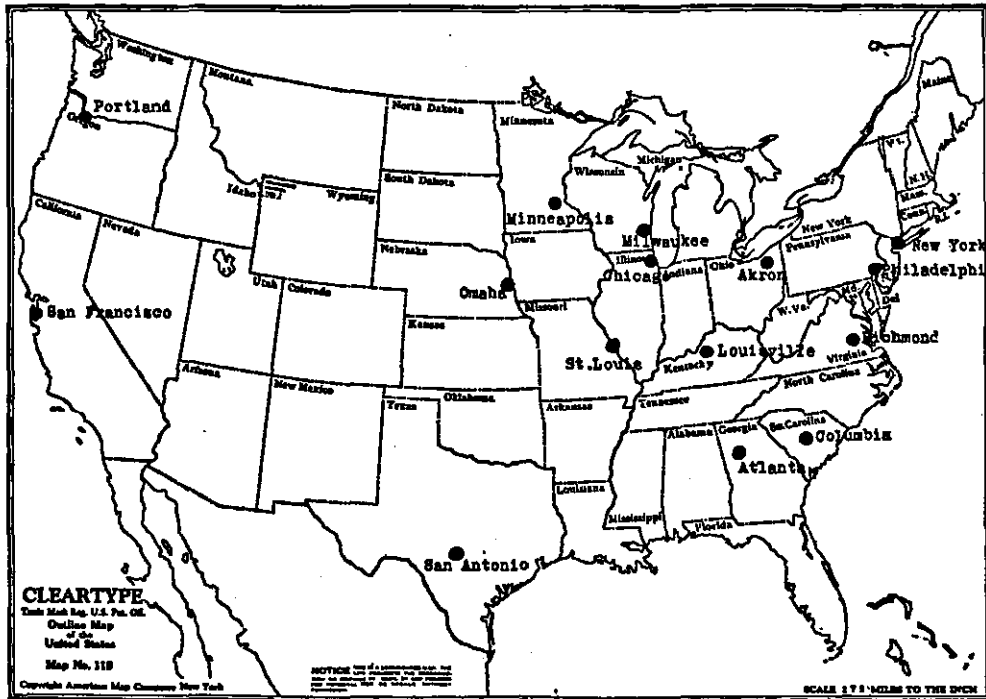 Washington
Montana
North Dakota
Minnesota
Maine
Portland
Oregon
Idaho
Wyoming
South Dakota
Wisconsin
Michigan
Vt.
N.H.
Mass.
Conn.
R.I.
New York
California
Nevada
Nebraska
Minneapolis
Iowa
Milwaukee
Pennsylvania
New York
Illinois
Indiana
Ohio
Chicago
Akron
Philadelphi
Utah
Colorado
Omaha
Missouri
W. Va.
Md.
Del
San Francisco
Kansas
St.Louis
Louisville
Richmond
Kentucky
Virginia
Arizona
New Mexico
Texas
Oklahoma
Arkansas
Tennessee
North Carolina
Alabama
Georgia
So. Carolina
Columbia
Atlanta
Louisiana
Mississippi
Florida
San Antonio
CLEARTYPE
Trade Mark Reg. U.S. Pat. Off.
Outline Map
of the
United States
Map No. 118
Copyright American Map Company New York
NOTICE
SCALE MILES TO THE INCH